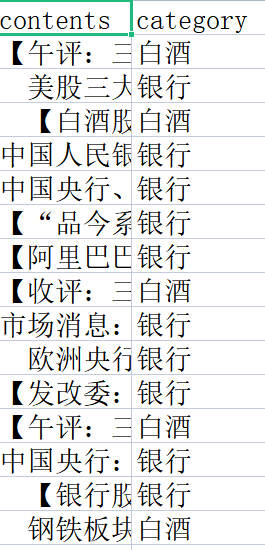 contents category
【午评：三 白酒
美股三大 银行
【白酒股 白酒
中国人民银 银行
中国央行、 银行
【“品今系 银行
【阿里巴巴 银行
【收评：三 白酒
市场消息： 银行
欧洲央行 银行
【发改委： 银行
【午评：三 白酒
中国央行： 银行
【银行股 银行
钢铁板块 白酒